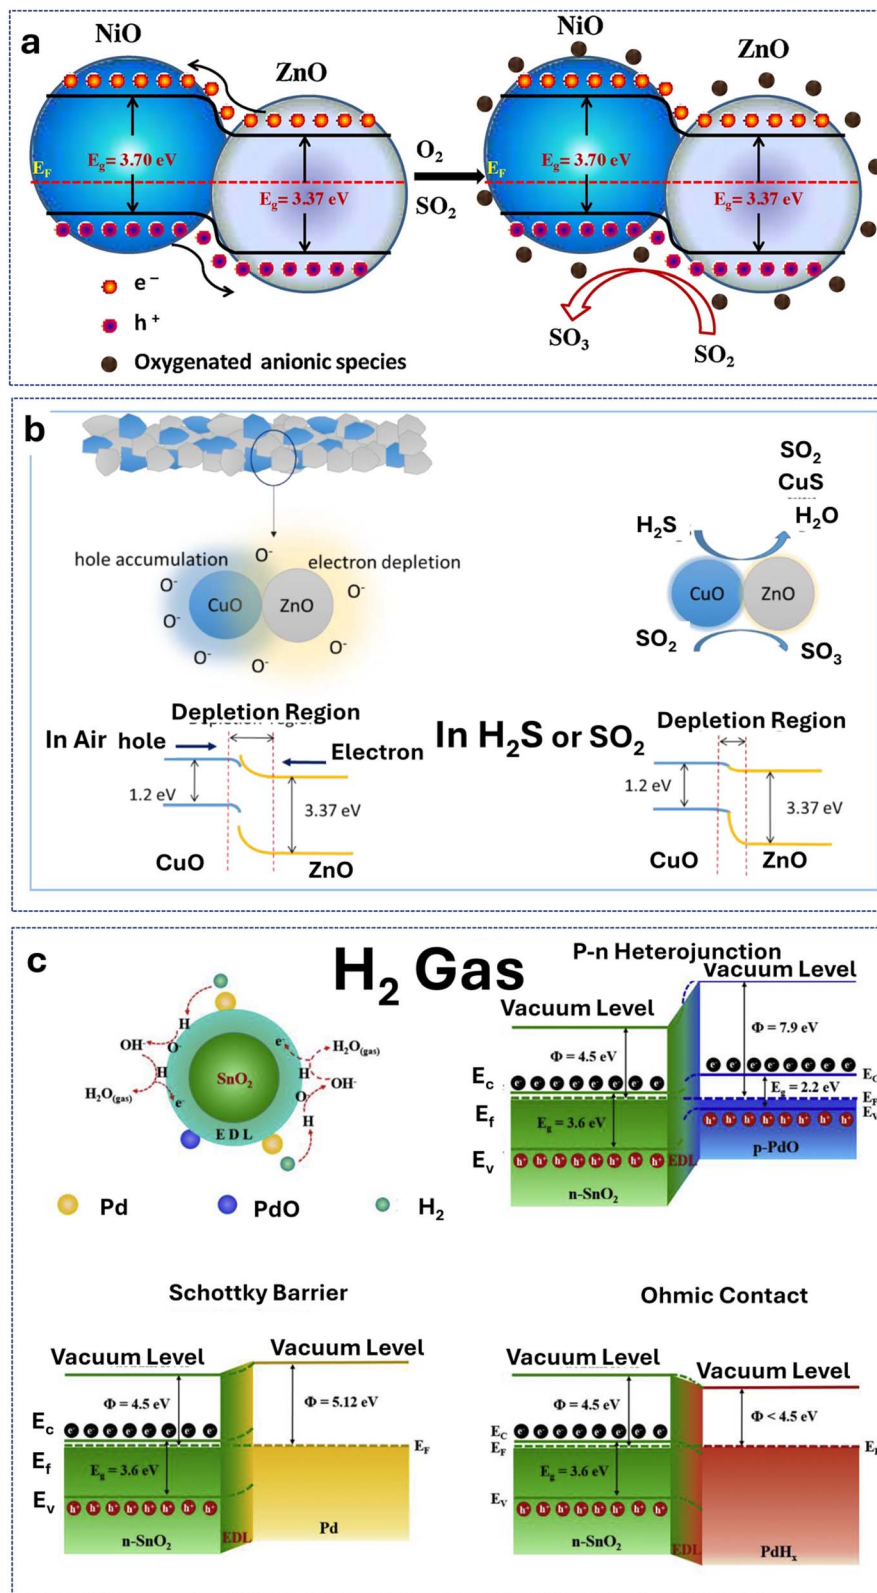 a
NiO
ZnO
E_g = 3.70 eV
E_F
E_g = 3.37 eV
O₂
SO₂
NiO
ZnO
E_g = 3.70 eV
E_F
E_g = 3.37 eV
e⁻
h⁺
Oxygenated anionic species
SO₃
SO₂
b
hole accumulation
O⁻
electron depletion
O⁻
O⁻
O⁻
CuO
ZnO
O⁻
O⁻
O⁻
SO₂
CuS
H₂O
H₂S
CuO
ZnO
SO₂
SO₃
Depletion Region
In Air hole
Electron
1.2 eV
3.37 eV
CuO
ZnO
In H₂S or SO₂
Depletion Region
1.2 eV
3.37 eV
CuO
ZnO
c
H₂ Gas
H
OH⁻
O⁻
H
H₂O(gas)
e⁻
SnO₂
EDL
e⁻
H₂O(gas)
H
OH⁻
O⁻
H
Pd
PdO
H₂
P-n Heterojunction
Vacuum Level
Vacuum Level
Φ = 4.5 eV
Φ = 7.9 eV
e⁻ e⁻ e⁻ e⁻ e⁻ e⁻ e⁻
e⁻ e⁻ e⁻ e⁻ e⁻ e⁻ e⁻ e⁻
E_c
E_C
E_g = 2.2 eV
E_F
E_f
E_g = 3.6 eV
E_V
h⁺ h⁺ h⁺ h⁺ h⁺ h⁺ h⁺
p-PdO
E_v
h⁺ h⁺ h⁺ h⁺ h⁺ h⁺ h⁺ h⁺
EDL
n-SnO₂
Schottky Barrier
Vacuum Level
Vacuum Level
Φ = 4.5 eV
Φ = 5.12 eV
E_c
e⁻ e⁻ e⁻ e⁻ e⁻ e⁻ e⁻
E_F
E_f
E_g = 3.6 eV
E_v
h⁺ h⁺ h⁺ h⁺ h⁺ h⁺ h⁺ h⁺
n-SnO₂
EDL
Pd
Ohmic Contact
Vacuum Level
Vacuum Level
Φ = 4.5 eV
Φ < 4.5 eV
E_C
e⁻ e⁻ e⁻ e⁻ e⁻ e⁻ e⁻
E_F
E_g = 3.6 eV
E_V
h⁺ h⁺ h⁺ h⁺ h⁺ h⁺ h⁺ h⁺
n-SnO₂
EDL
PdHₓ